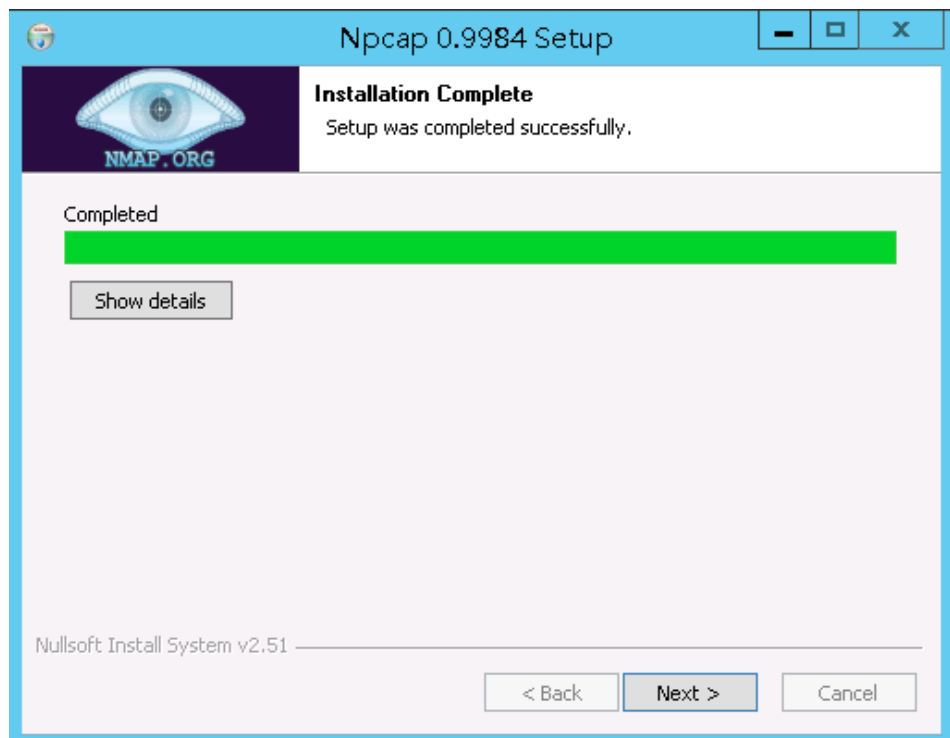 Npcap 0.9984 Setup
NMAP.ORG
Installation Complete
Setup was completed successfully.
Completed
Show details
Nullsoft Install System v2.51
< Back
Next >
Cancel